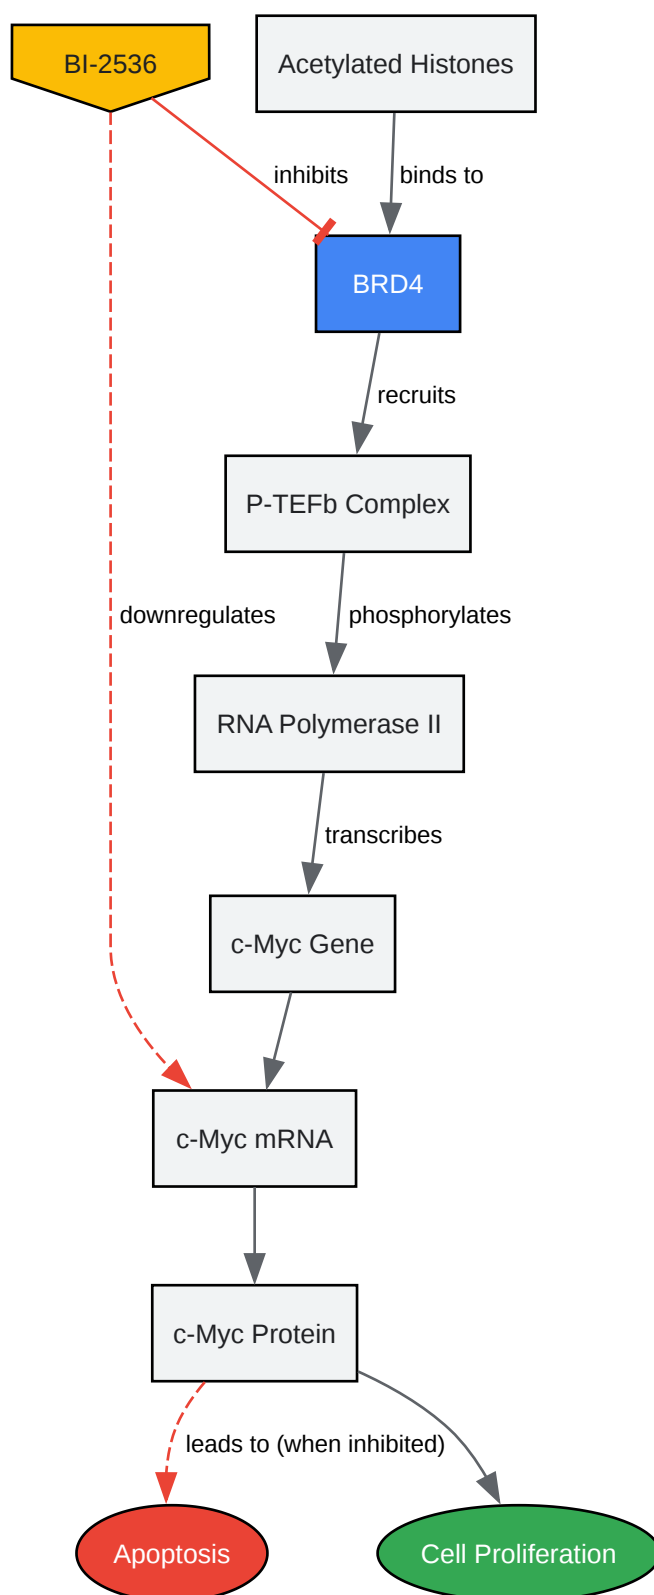 BI-2536
Acetylated Histones
inhibits
binds to
BRD4
recruits
P-TEFb Complex
downregulates
phosphorylates
RNA Polymerase II
transcribes
c-Myc Gene
c-Myc mRNA
c-Myc Protein
leads to (when inhibited)
Apoptosis
Cell Proliferation